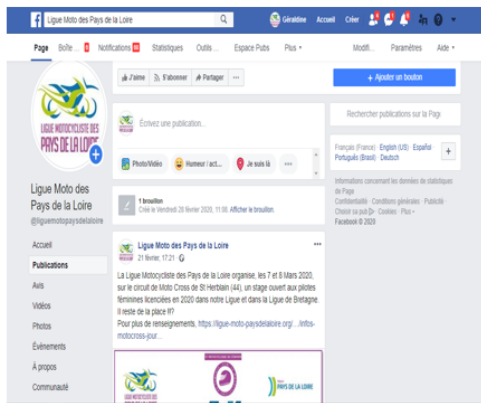 Ligue Moto des Pays de la Loire
Géraldine Accueil Créer
Page Boîte ... Notifications Statistiques Outils ... Espace Pubs Plus Modifi... Paramètres Aide
LIGUE MOTOCYCLISTE DES
PAYS DE LA LOIRE
Ligue Moto des
Pays de la Loire
@liguemotopaysdelaloire
Accueil
Publications
Avis
Vidéos
Photos
Évènements
À propos
Communauté
J'aime S'abonner Partager ...
+ Ajouter un bouton
Écrivez une publication...
Photo/Vidéo Humeur / act... Je suis là ...
1 brouillon
Créé le Vendredi 28 février 2020, 11:00. Afficher le brouillon.
Ligue Moto des Pays de la Loire
21 février, 17:21 ·
La Ligue Motocycliste des Pays de la Loire organise, les 7 et 8 Mars 2020,
sur le circuit de Moto Cross de St Herblain (44), un stage ouvert aux pilotes
féminines licenciées en 2020 dans notre Ligue et dans la Ligue de Bretagne.
Il reste de la place !!?
Pour plus de renseignements, https://ligue-moto-paysdelaloire.org/.../infos-
motocross-jour...
PAYS DE LA LOIRE
Rechercher publications sur la Page
Français (France) · English (US) · Español ·
Português (Brasil) · Deutsch
Informations concernant les données de statistiques
de Page
Confidentialité · Conditions générales · Publicité ·
Choisir sa pub · Cookies · Plus
Facebook © 2020